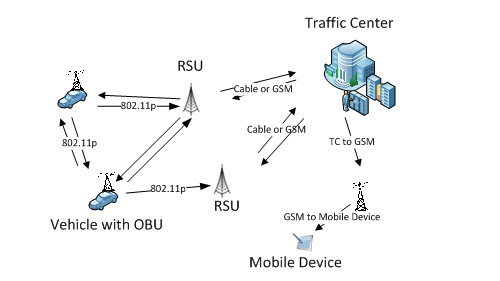 Traffic Center
RSU
Cable or GSM
802.11p
Cable or GSM
802.11p
TC to GSM
802.11p
RSU
Vehicle with OBU
GSM to Mobile Device
Mobile Device